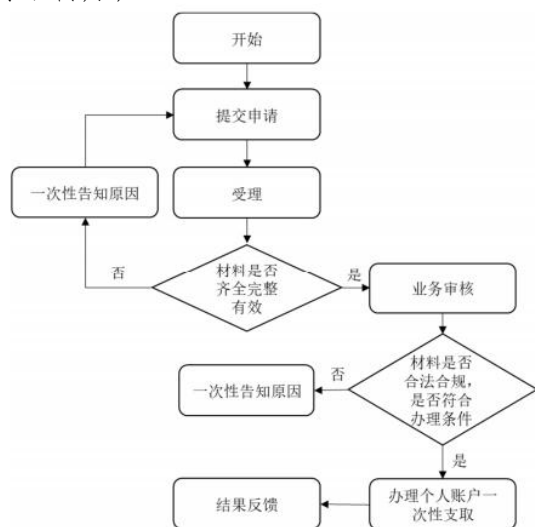 开始
提交申请
一次性告知原因
受理
否
材料是否
齐全完整
有效
是
业务审核
一次性告知原因
否
材料是否
合法合规，
是否符合
办理条件
是
结果反馈
办理个人账户一
次性支取